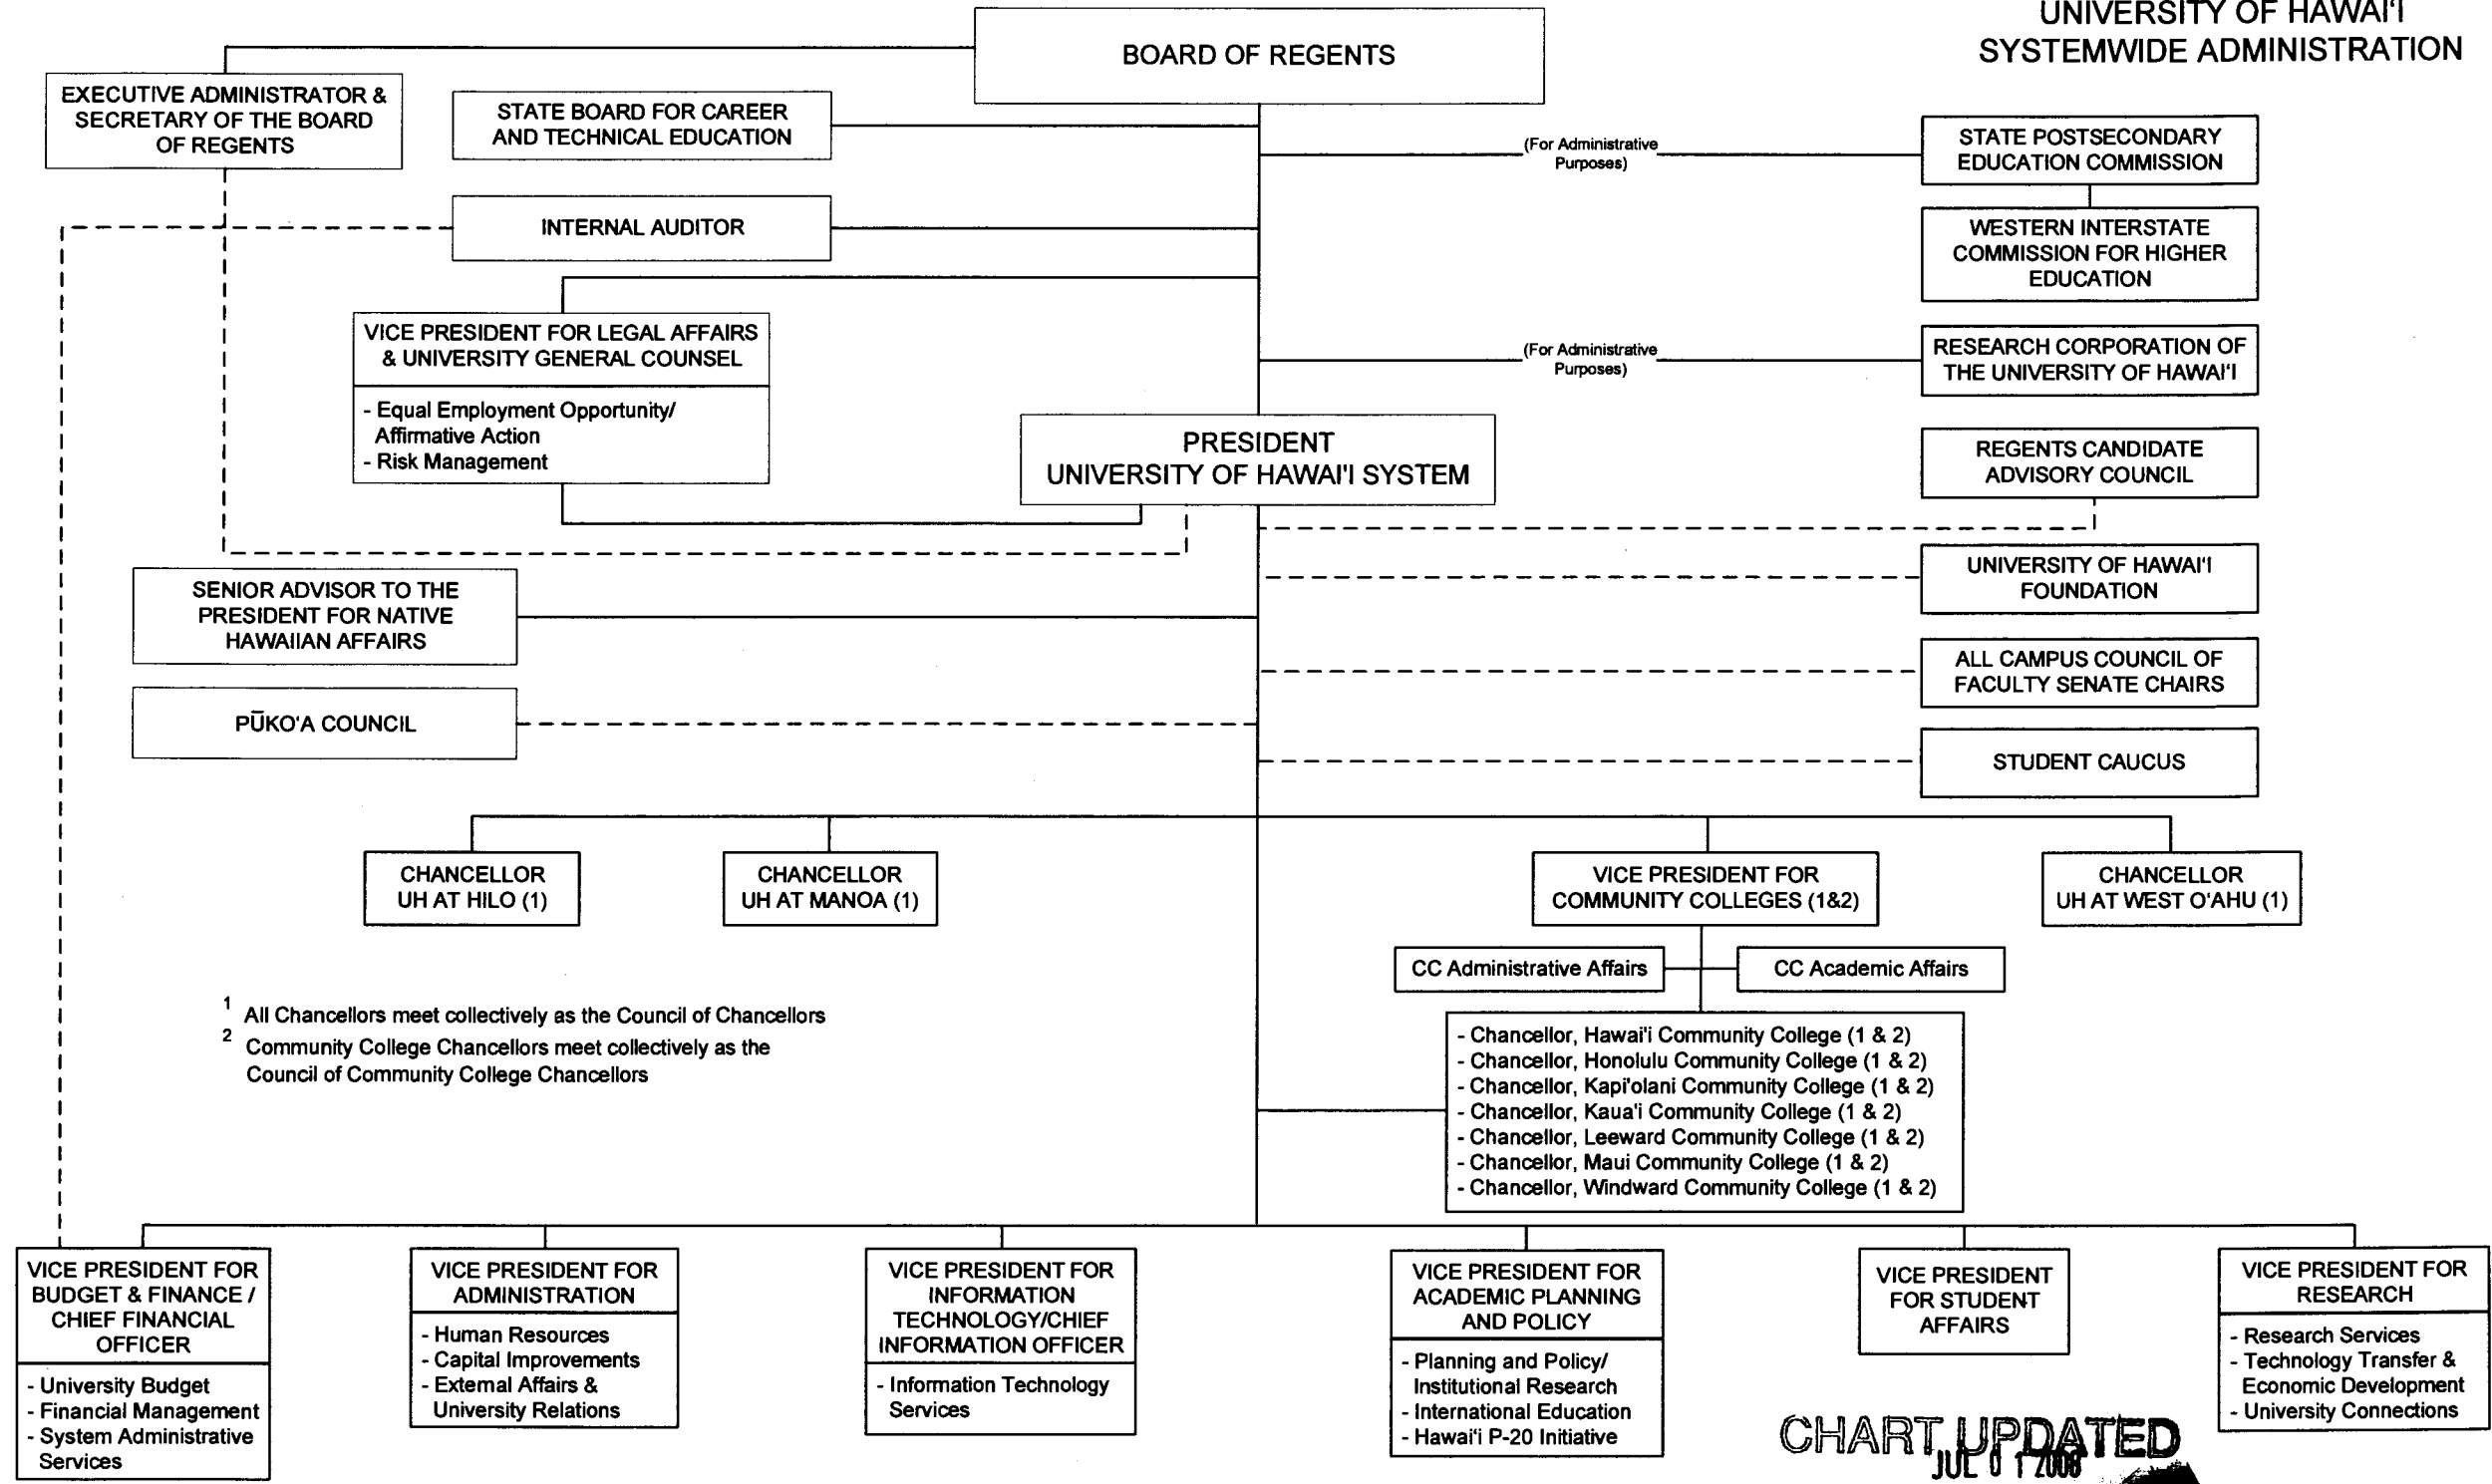 UNIVERSITY OF HAWAI'I
SYSTEMWIDE ADMINISTRATION
BOARD OF REGENTS
EXECUTIVE ADMINISTRATOR &
SECRETARY OF THE BOARD
OF REGENTS
STATE BOARD FOR CAREER
AND TECHNICAL EDUCATION
(For Administrative
Purposes)
STATE POSTSECONDARY
EDUCATION COMMISSION
INTERNAL AUDITOR
WESTERN INTERSTATE
COMMISSION FOR HIGHER
EDUCATION
VICE PRESIDENT FOR LEGAL AFFAIRS
& UNIVERSITY GENERAL COUNSEL
- Equal Employment Opportunity/
Affirmative Action
- Risk Management
(For Administrative
Purposes)
RESEARCH CORPORATION OF
THE UNIVERSITY OF HAWAI'I
PRESIDENT
UNIVERSITY OF HAWAI'I SYSTEM
REGENTS CANDIDATE
ADVISORY COUNCIL
UNIVERSITY OF HAWAI'I
FOUNDATION
SENIOR ADVISOR TO THE
PRESIDENT FOR NATIVE
HAWAIIAN AFFAIRS
ALL CAMPUS COUNCIL OF
FACULTY SENATE CHAIRS
PŪKO'A COUNCIL
STUDENT CAUCUS
CHANCELLOR
UH AT HILO (1)
CHANCELLOR
UH AT MANOA (1)
VICE PRESIDENT FOR
COMMUNITY COLLEGES (1&2)
CHANCELLOR
UH AT WEST O'AHU (1)
CC Administrative Affairs
CC Academic Affairs
1 All Chancellors meet collectively as the Council of Chancellors
2 Community College Chancellors meet collectively as the
Council of Community College Chancellors
- Chancellor, Hawai'i Community College (1 & 2)
- Chancellor, Honolulu Community College (1 & 2)
- Chancellor, Kapi'olani Community College (1 & 2)
- Chancellor, Kaua'i Community College (1 & 2)
- Chancellor, Leeward Community College (1 & 2)
- Chancellor, Maui Community College (1 & 2)
- Chancellor, Windward Community College (1 & 2)
VICE PRESIDENT FOR
BUDGET & FINANCE /
CHIEF FINANCIAL
OFFICER
- University Budget
- Financial Management
- System Administrative
Services
VICE PRESIDENT FOR
ADMINISTRATION
- Human Resources
- Capital Improvements
- External Affairs &
University Relations
VICE PRESIDENT FOR
INFORMATION
TECHNOLOGY/CHIEF
INFORMATION OFFICER
- Information Technology
Services
VICE PRESIDENT FOR
ACADEMIC PLANNING
AND POLICY
- Planning and Policy/
Institutional Research
- International Education
- Hawai'i P-20 Initiative
VICE PRESIDENT
FOR STUDENT
AFFAIRS
VICE PRESIDENT FOR
RESEARCH
- Research Services
- Technology Transfer &
Economic Development
- University Connections
CHART UPDATED
JUL 01 2008